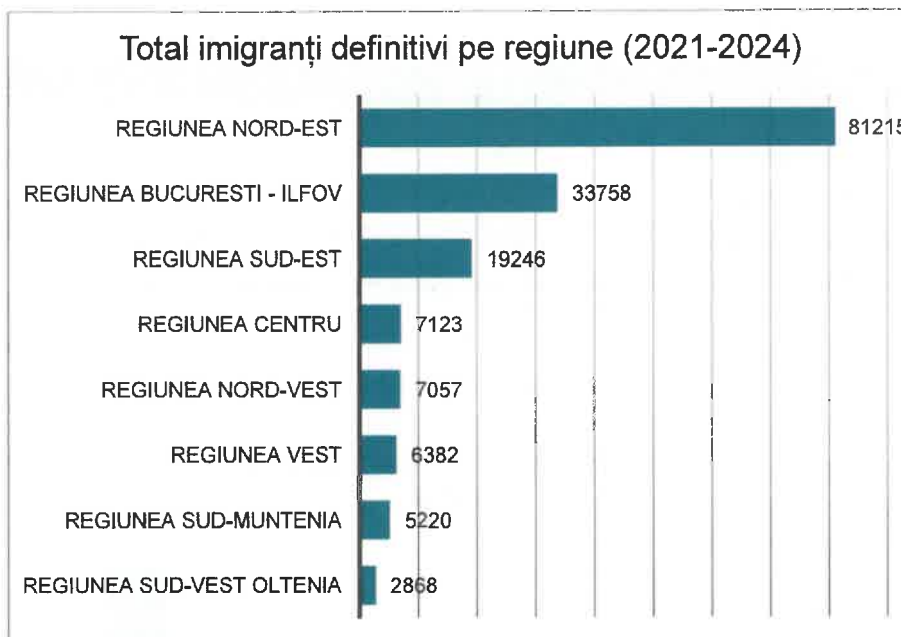 Total imigranți definitivi pe regiune (2021-2024)
REGIUNEA NORD-EST 81215
REGIUNEA BUCURESTI - ILFOV 33758
REGIUNEA SUD-EST 19246
REGIUNEA CENTRU 7123
REGIUNEA NORD-VEST 7057
REGIUNEA VEST 6382
REGIUNEA SUD-MUNTENIA 5220
REGIUNEA SUD-VEST OLTENIA 2868